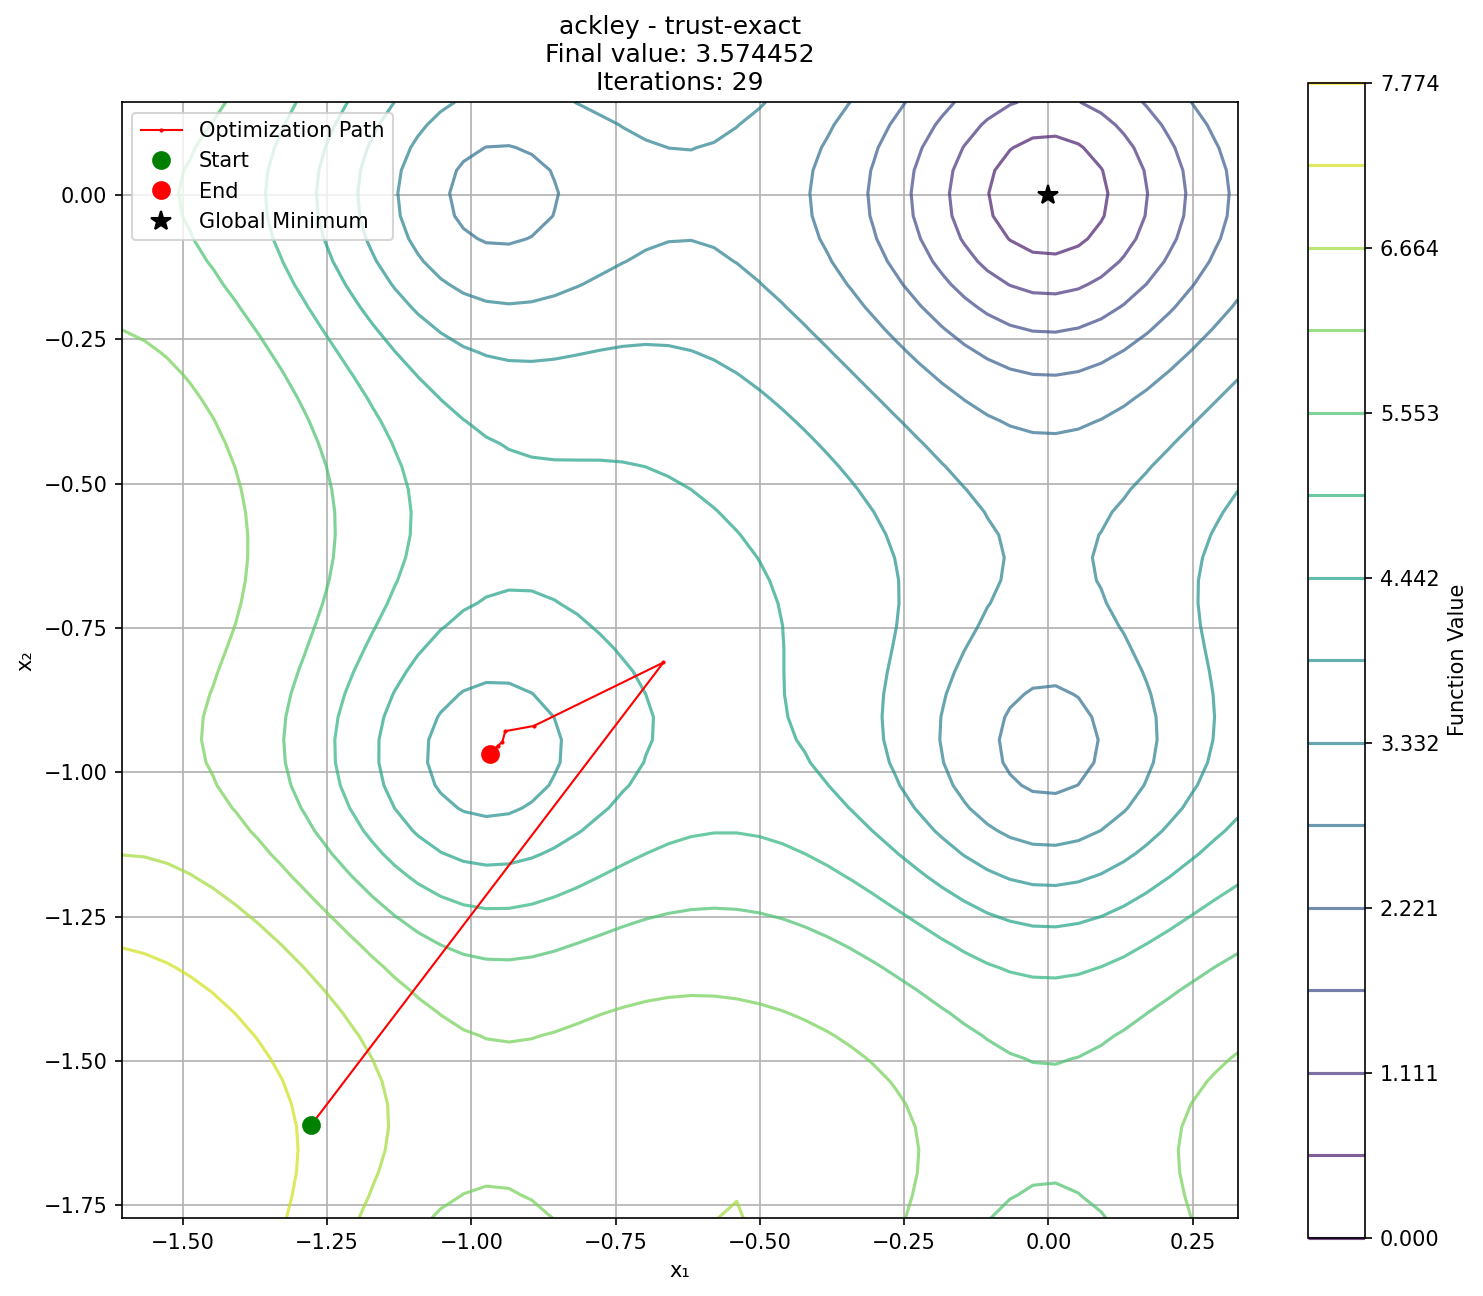 ackley - trust-exact
Final value: 3.574452
Iterations: 29
Optimization Path
Start
End
Global Minimum
0.00
−0.25
−0.50
−0.75
−1.00
−1.25
−1.50
−1.75
x₂
−1.50
−1.25
−1.00
−0.75
−0.50
−0.25
0.00
0.25
x₁
7.774
6.664
5.553
4.442
3.332
2.221
1.111
0.000
Function Value